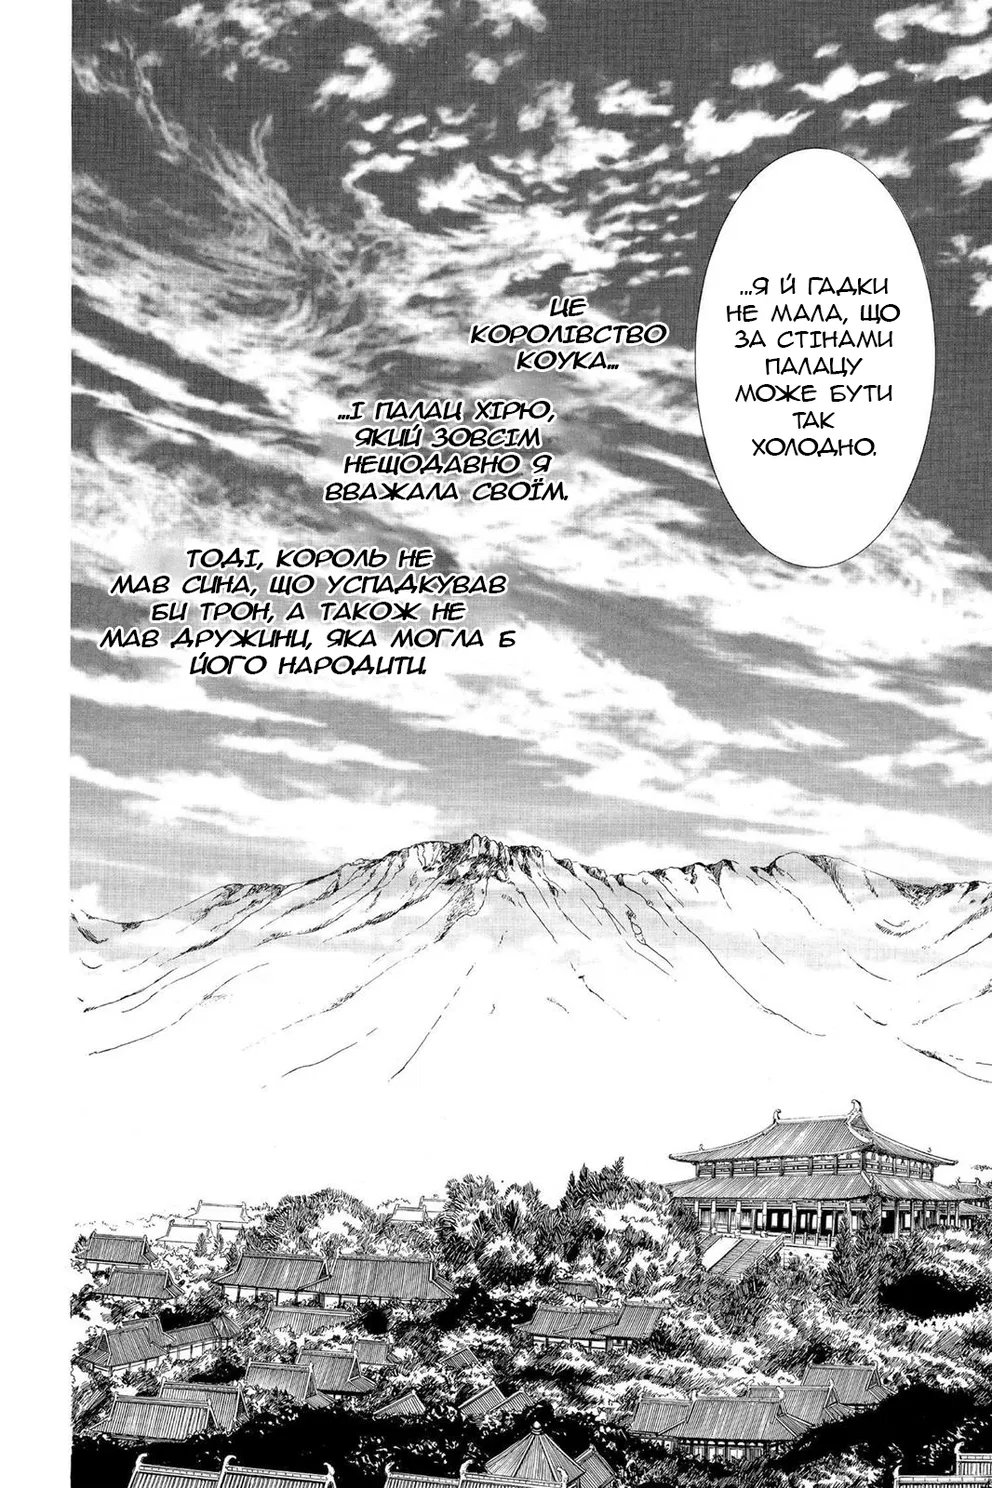 ...Я Й ГАДКИ
НЕ МАЛА, ЩО
ЗА СТІНАМИ
ПАЛАЦУ
МОЖЕ БУТИ
ТАК
ХОЛОДНО.
ЦЕ
КОРОЛІВСТВО
КОУКА...
...І ПАЛАЦ ХІРЮ,
ЯКИЙ ЗОВСІМ
НЕЩОДАВНО Я
ВВАЖАЛА СВОЇМ.
ТОДІ, КОРОЛЬ НЕ
МАВ СИНА, ЩО УСПАДКУВАВ
БИ ТРОН, А ТАКОЖ НЕ
МАВ ДРУЖИНИ, ЯКА МОГЛА Б
ЙОГО НАРОДИТИ.